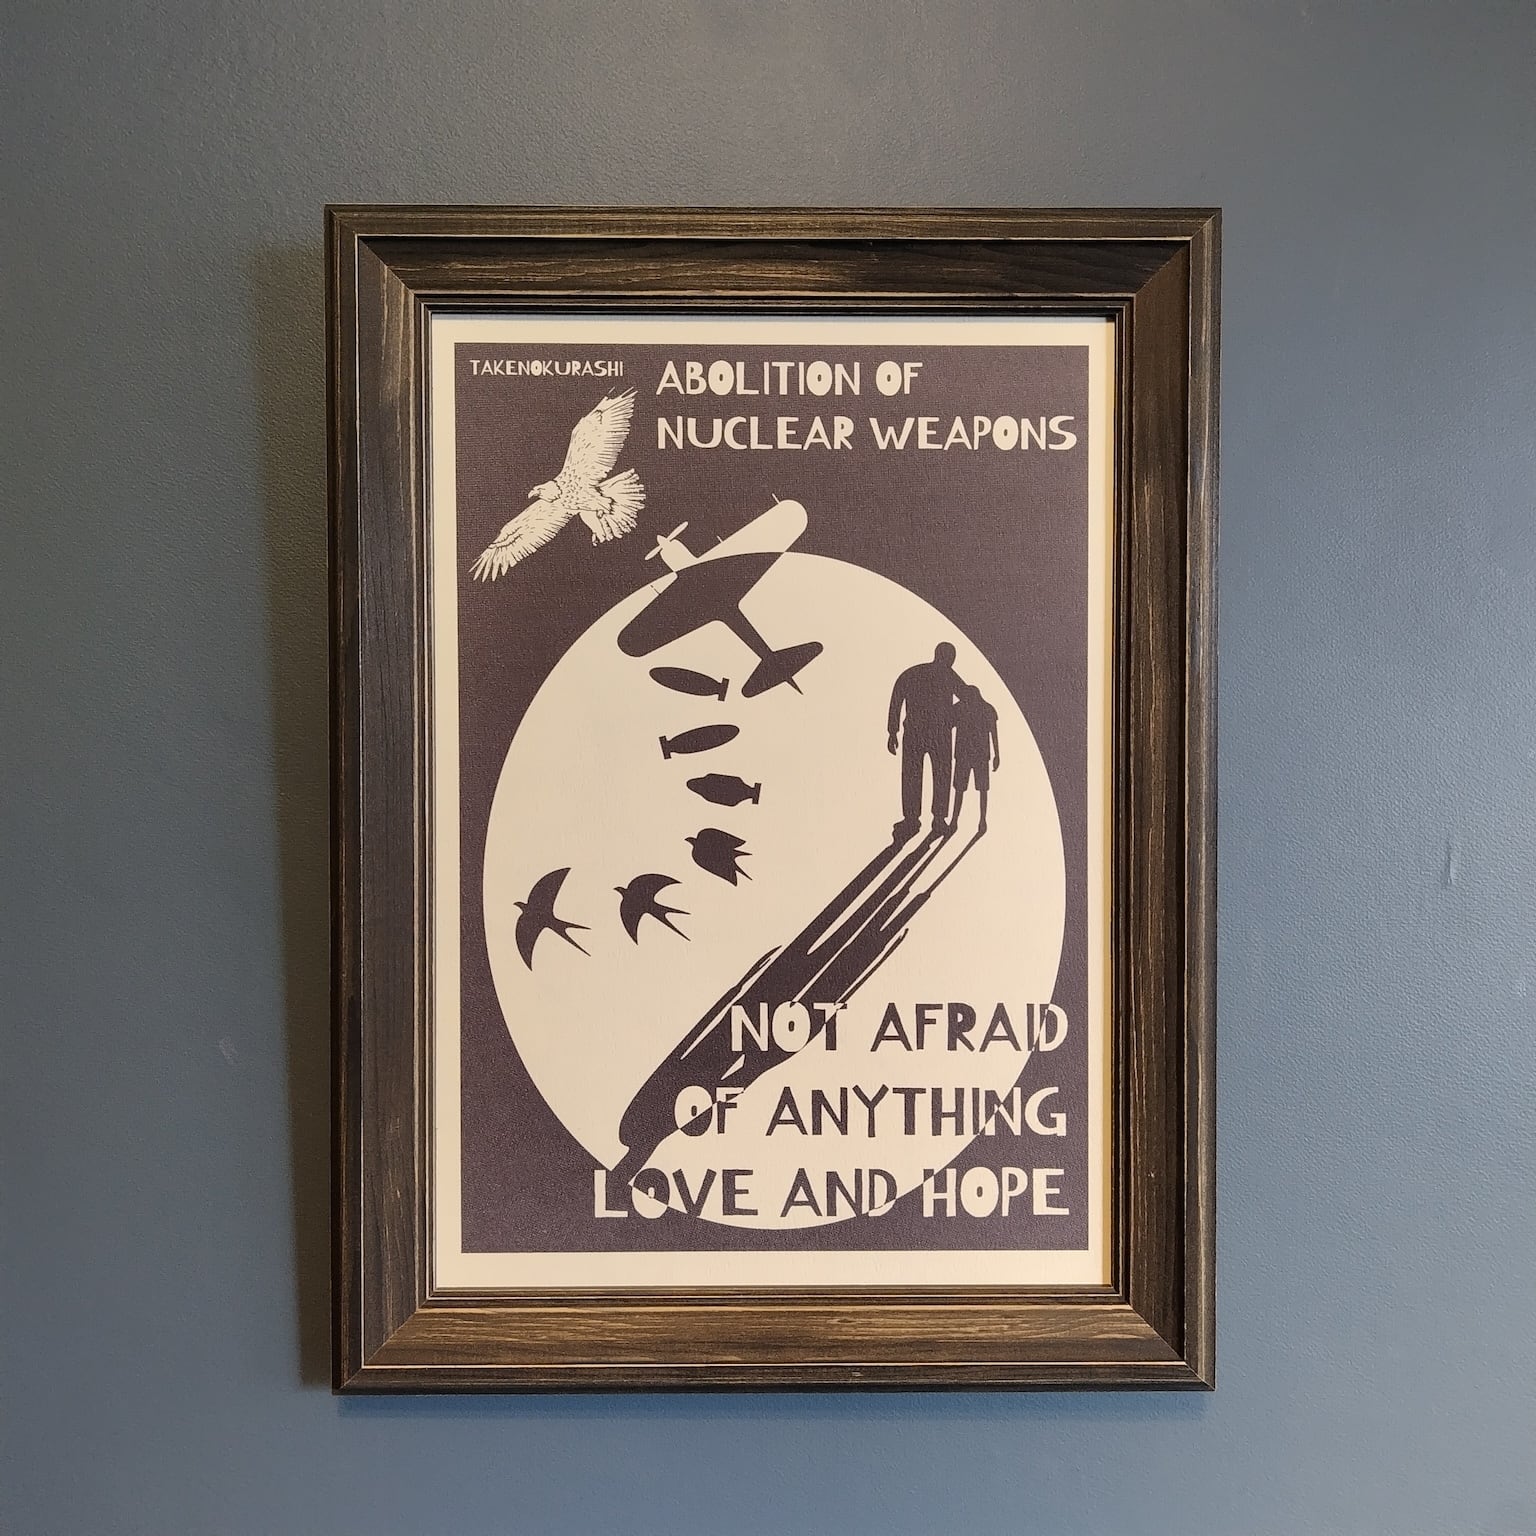 TAKENOKURASHI
ABOLITION OF
NUCLEAR WEAPONS
NOT AFRAID
OF ANYTHING
LOVE AND HOPE